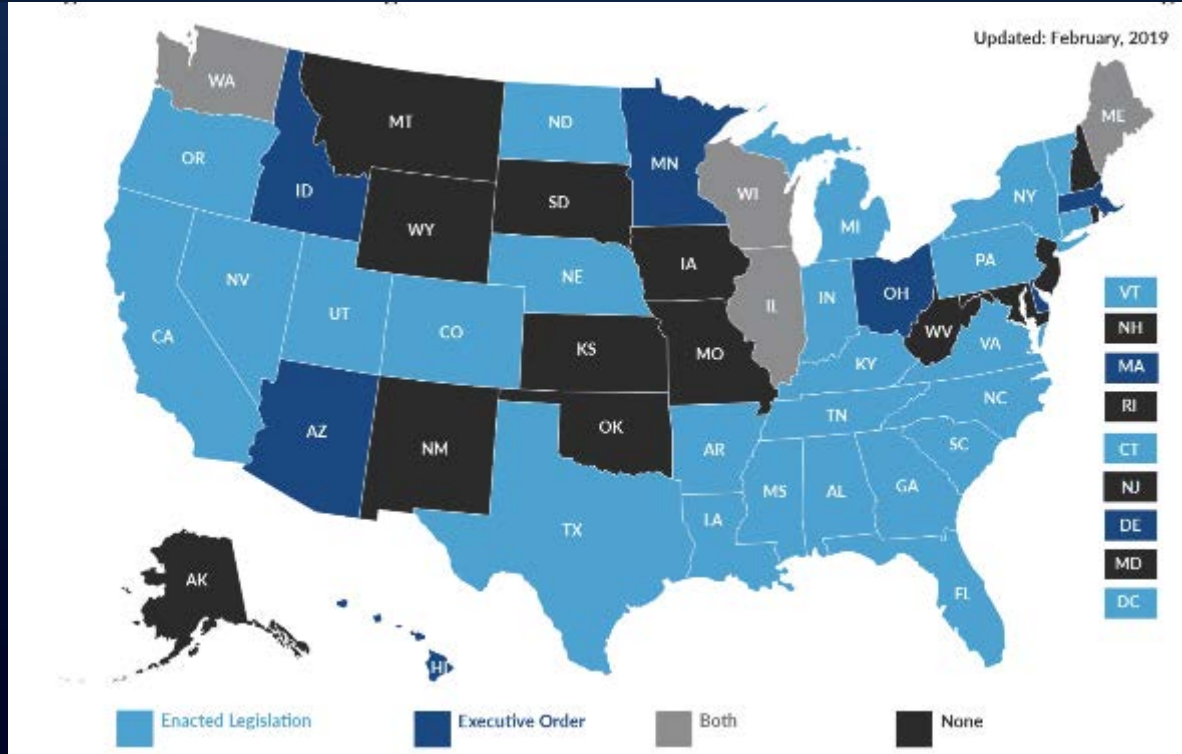 Updated: February, 2019
WA
MT
ND
MN
ME
OR
ID
SD
WI
NY
WY
MI
IA
PA
NE
NV
IL
IN
OH
UT
CO
WV
VA
CA
KS
MO
KY
NC
TN
AZ
NM
OK
AR
SC
MS
AL
GA
TX
LA
FL
AK
HI
VT
NH
MA
RI
CT
NJ
DE
MD
DC
Enacted Legislation
Executive Order
Both
None